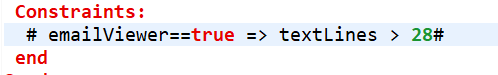 Constraints:
# emailViewer==true => textLines > 28#
end